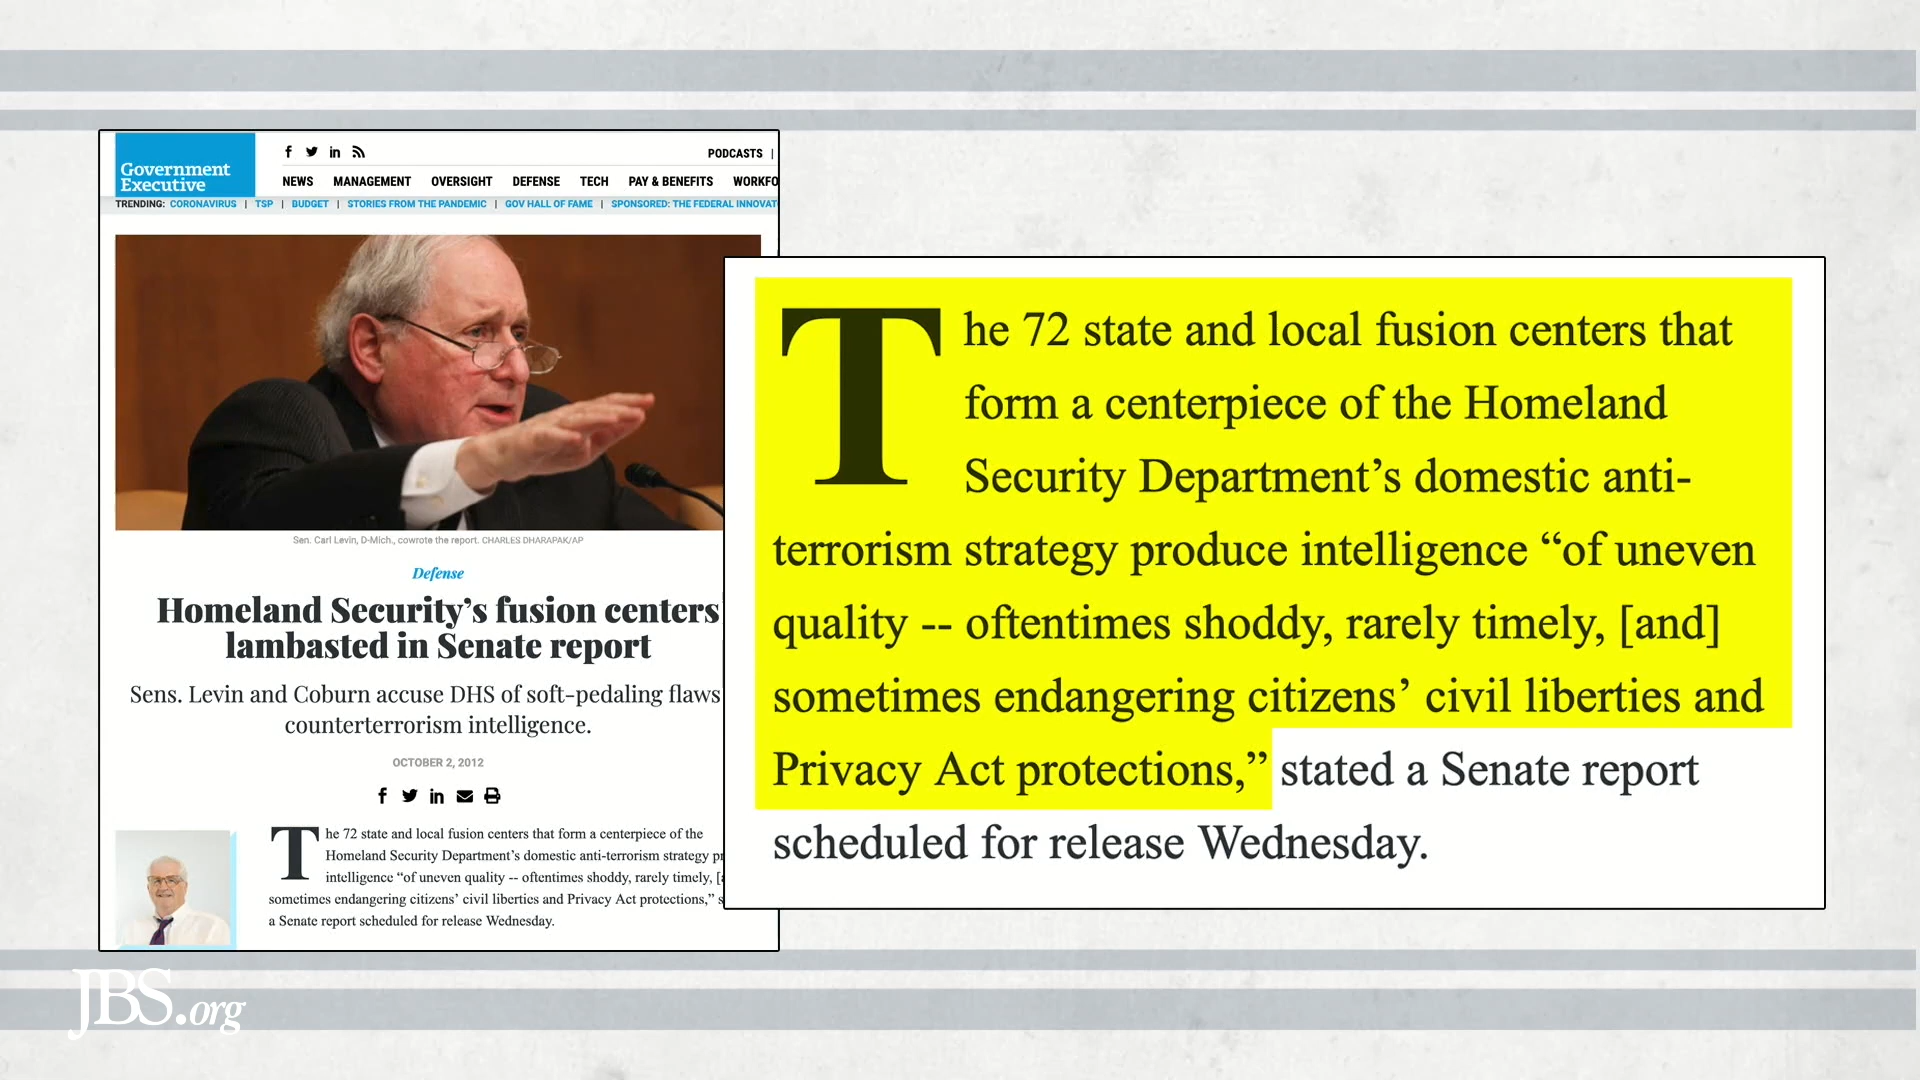 Government
Executive
PODCASTS |
NEWS MANAGEMENT OVERSIGHT DEFENSE TECH PAY & BENEFITS WORKFO
TRENDING: CORONAVIRUS | TSP | BUDGET | STORIES FROM THE PANDEMIC | GOV HALL OF FAME | SPONSORED: THE FEDERAL INNOVAT
Sen. Carl Levin, D-Mich., cowrote the report. CHARLES DHARAPAK/AP
Defense
Homeland Security’s fusion centers
lambasted in Senate report
Sens. Levin and Coburn accuse DHS of soft-pedaling flaws
counterterrorism intelligence.
OCTOBER 2, 2012
The 72 state and local fusion centers that form a centerpiece of the
Homeland Security Department’s domestic anti-terrorism strategy pr
intelligence “of uneven quality -- oftentimes shoddy, rarely timely, [a
sometimes endangering citizens’ civil liberties and Privacy Act protections,” s
a Senate report scheduled for release Wednesday.
The 72 state and local fusion centers that
form a centerpiece of the Homeland
Security Department’s domestic anti-
terrorism strategy produce intelligence “of uneven
quality -- oftentimes shoddy, rarely timely, [and]
sometimes endangering citizens’ civil liberties and
Privacy Act protections,” stated a Senate report
scheduled for release Wednesday.
JBS.org